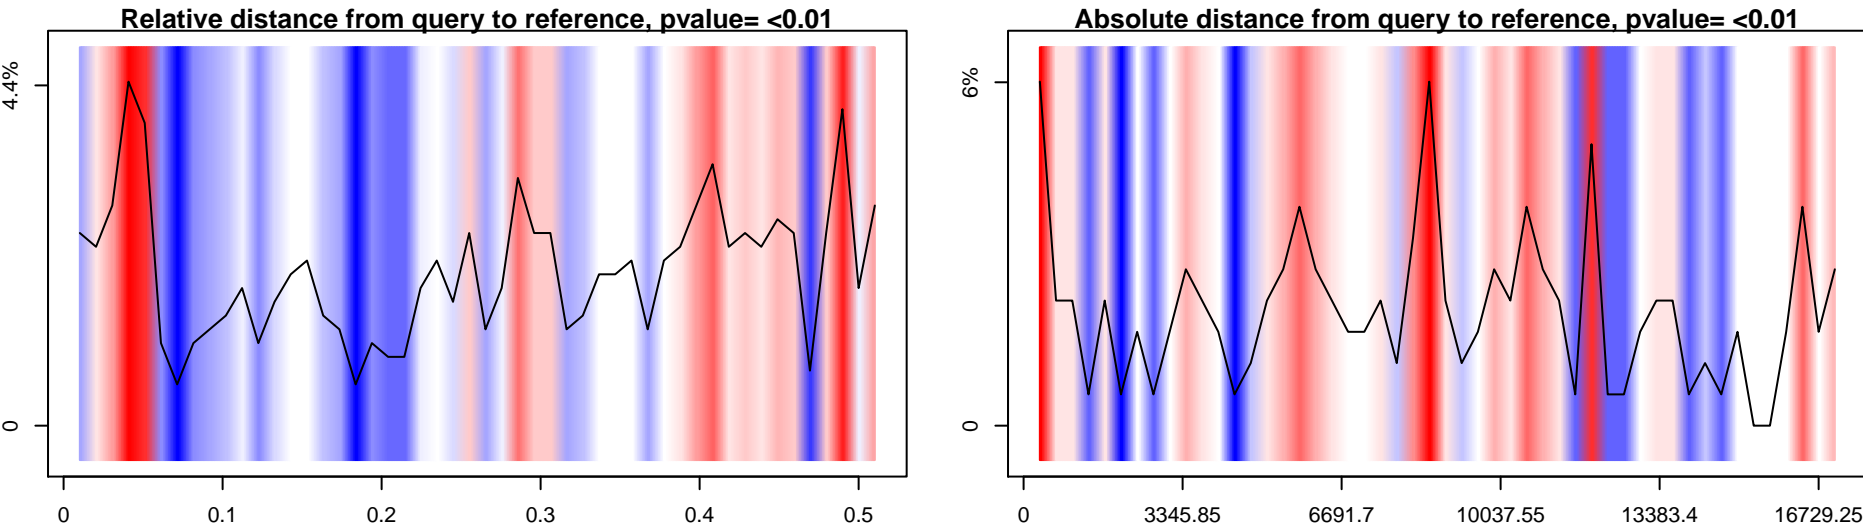 Relative distance from query to reference, pvalue= <0.01
4.4%
0
0 0.1 0.2 0.3 0.4 0.5
Absolute distance from query to reference, pvalue= <0.01
6%
0
0 3345.85 6691.7 10037.55 13383.4 16729.25